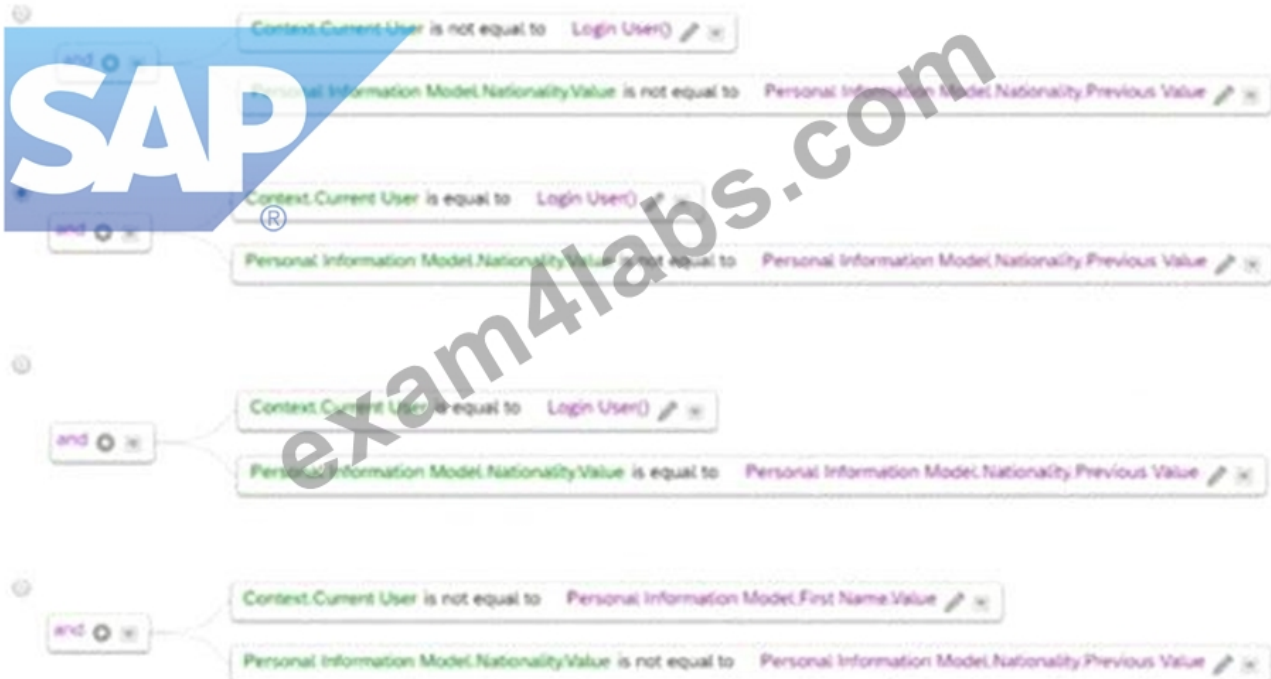 Context.Current User is not equal to Login User()
and
Personal Information Model.Nationality.Value is not equal to Personal Information Model.Nationality.Previous Value
SAP
®
Context.Current User is equal to Login User()
and
Personal Information Model.Nationality.Value is not equal to Personal Information Model.Nationality.Previous Value
exam4labs.com
Context.Current User is equal to Login User()
and
Personal Information Model.Nationality.Value is equal to Personal Information Model.Nationality.Previous Value
Context.Current User is not equal to Personal Information Model.First Name.Value
and
Personal Information Model.Nationality.Value is not equal to Personal Information Model.Nationality.Previous Value